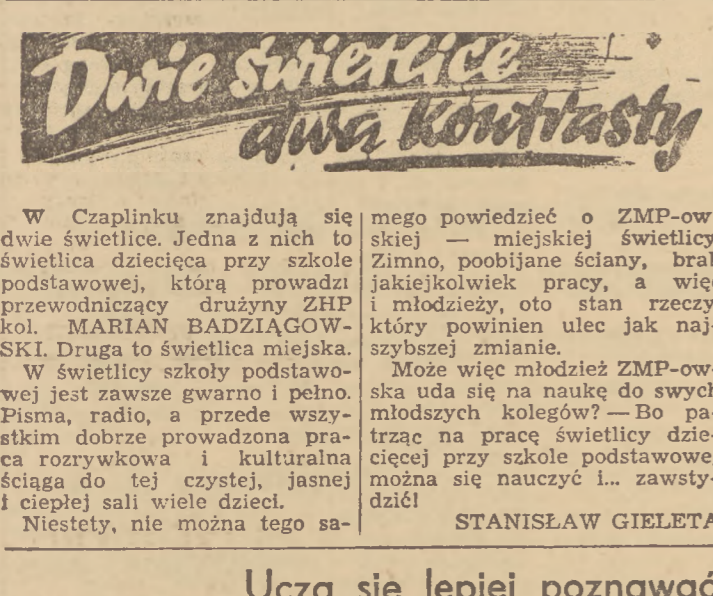 Dwie świetlice
dwa kontrasty
W Czaplinku znajdują się
dwie świetlice. Jedna z nich to
świetlica dziecięca przy szkole
podstawowej, którą prowadzi
przewodniczący drużyny ZHP
kol. MARIAN BADZIĄGOW-
SKI. Druga to świetlica miejska.
W świetlicy szkoły podstawo-
wej jest zawsze gwarno i pełno.
Pisma, radio, a przede wszy-
stkim dobrze prowadzona pra-
ca rozrywkowa i kulturalna
ściąga do tej czystej, jasnej
i ciepłej sali wiele dzieci.
Niestety, nie można tego sa-
mego powiedzieć o ZMP-ow
skiej — miejskiej świetlicy
Zimno, poobijane ściany, brak
jakiejkolwiek pracy, a więc
i młodzieży, oto stan rzeczy
który powinien ulec jak naj-
szybszej zmianie.
Może więc młodzież ZMP-ow-
ska uda się na naukę do swych
młodszych kolegów? — Bo pa-
trząc na pracę świetlicy dzie-
cięcej przy szkole podstawowe
można się nauczyć i... zawsty-
dzić!
STANISŁAW GIELETA
Uczą się lepiej poznawać